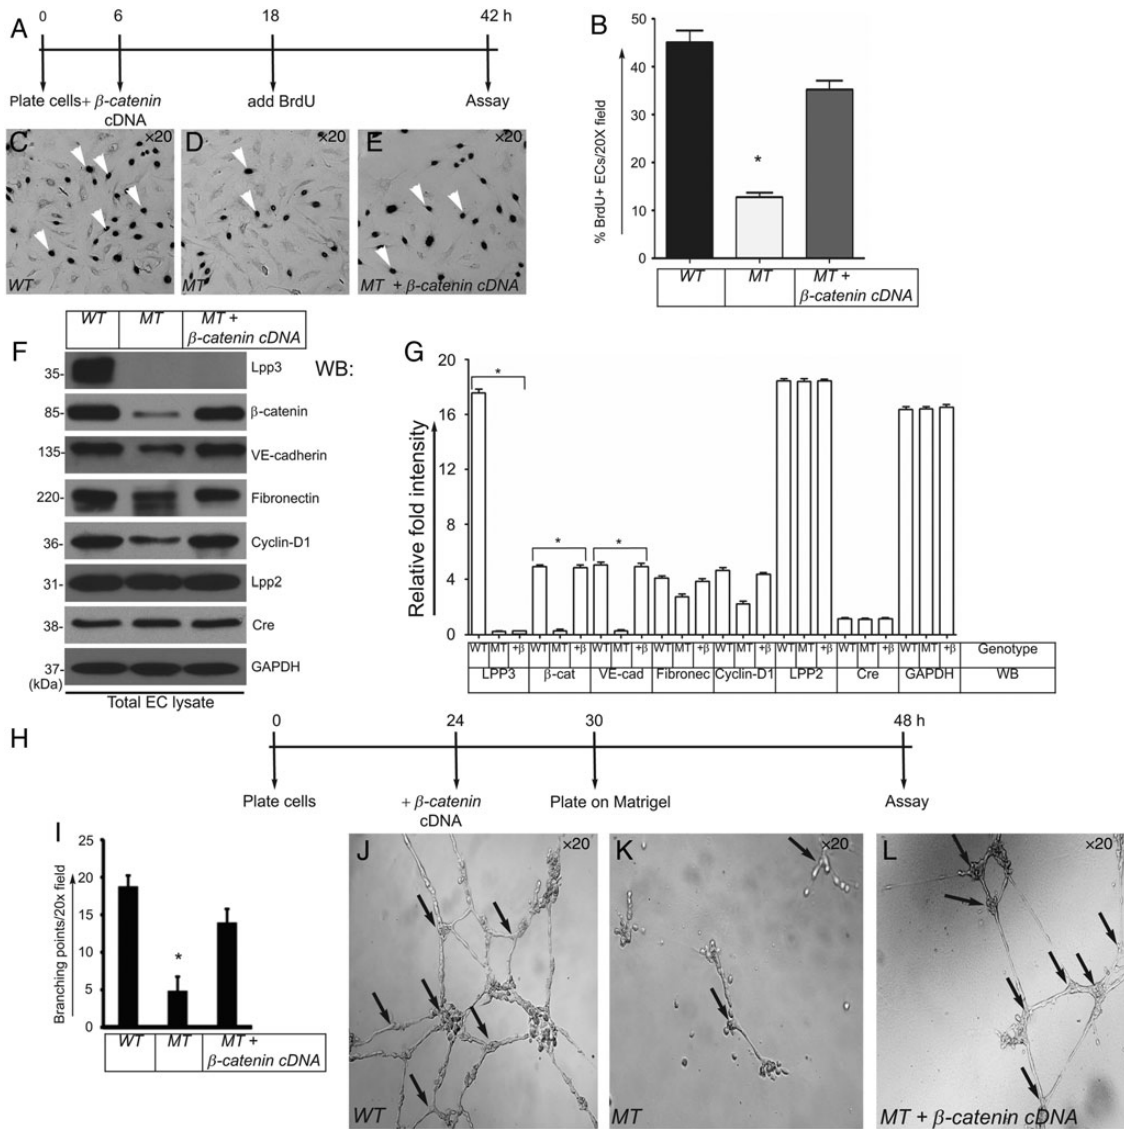 A
0 6 18 42 h
Plate cells + β-catenin
cDNA
add BrdU
Assay
B
50
40
30
20
10
0
% BrdU+ ECs/20X field
*
WT MT MT +
β-catenin cDNA
C ×20
WT
D ×20
MT
E ×20
MT + β-catenin cDNA
F
WT MT MT +
β-catenin cDNA
WB:
35- Lpp3
85- β-catenin
135- VE-cadherin
220- Fibronectin
36- Cyclin-D1
31- Lpp2
38- Cre
37- GAPDH
(kDa)
Total EC lysate
G
20
16
12
8
4
0
Relative fold intensity
*
* *
WT MT +β WT MT +β WT MT +β WT MT +β WT MT +β WT MT +β WT MT +β WT MT +β Genotype
LPP3 β-cat VE-cad Fibronec Cyclin-D1 LPP2 Cre GAPDH WB
H
0 24 30 48 h
Plate cells
+ β-catenin
cDNA
Plate on Matrigel
Assay
I
25
20
15
10
5
0
Branching points/20x field
*
WT MT MT +
β-catenin cDNA
J ×20
WT
K ×20
MT
L ×20
MT + β-catenin cDNA